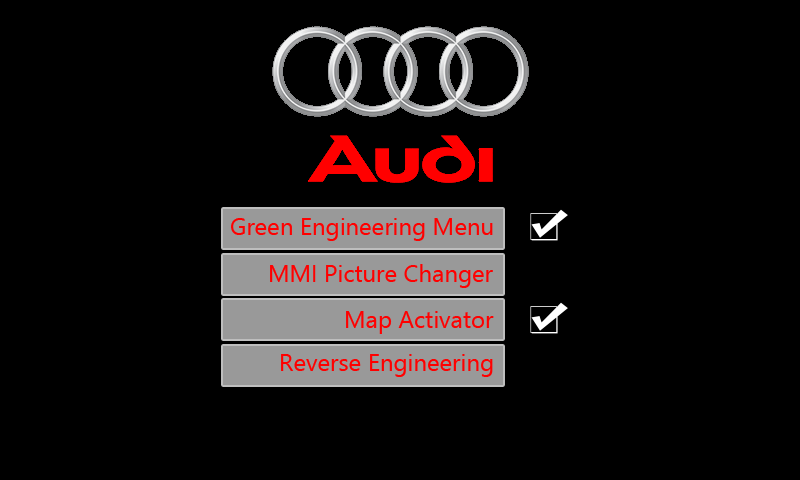 Audi
Green Engineering Menu
MMI Picture Changer
Map Activator
Reverse Engineering